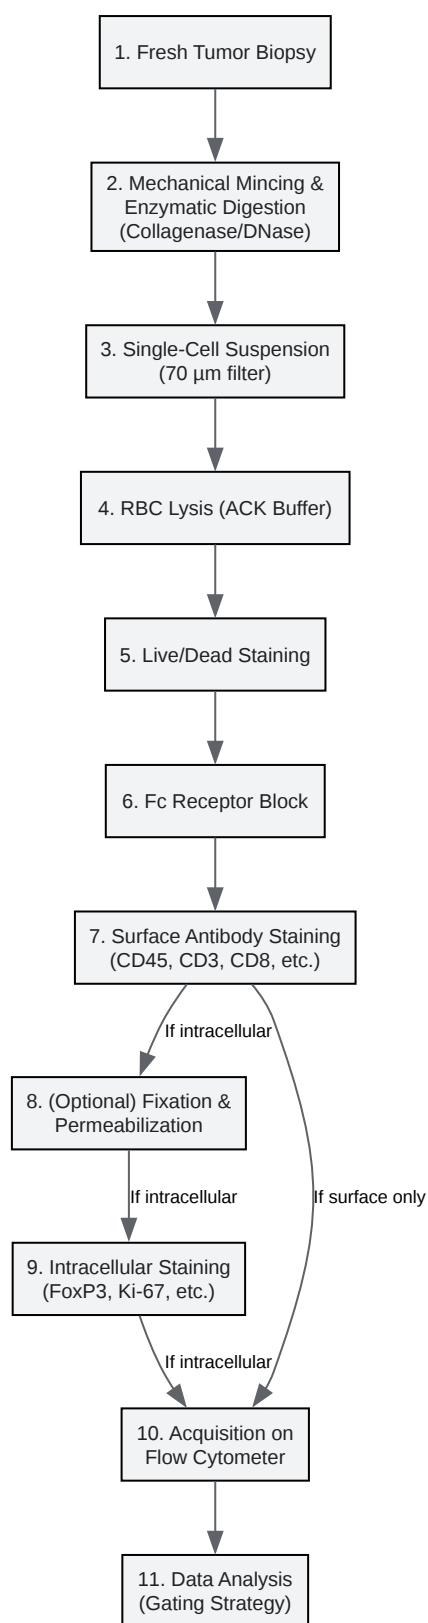 1. Fresh Tumor Biopsy
2. Mechanical Mincing &
Enzymatic Digestion
(Collagenase/DNase)
3. Single-Cell Suspension
(70 µm filter)
4. RBC Lysis (ACK Buffer)
5. Live/Dead Staining
6. Fc Receptor Block
7. Surface Antibody Staining
(CD45, CD3, CD8, etc.)
If intracellular
8. (Optional) Fixation &
Permeabilization
If intracellular
If surface only
9. Intracellular Staining
(FoxP3, Ki-67, etc.)
If intracellular
10. Acquisition on
Flow Cytometer
11. Data Analysis
(Gating Strategy)